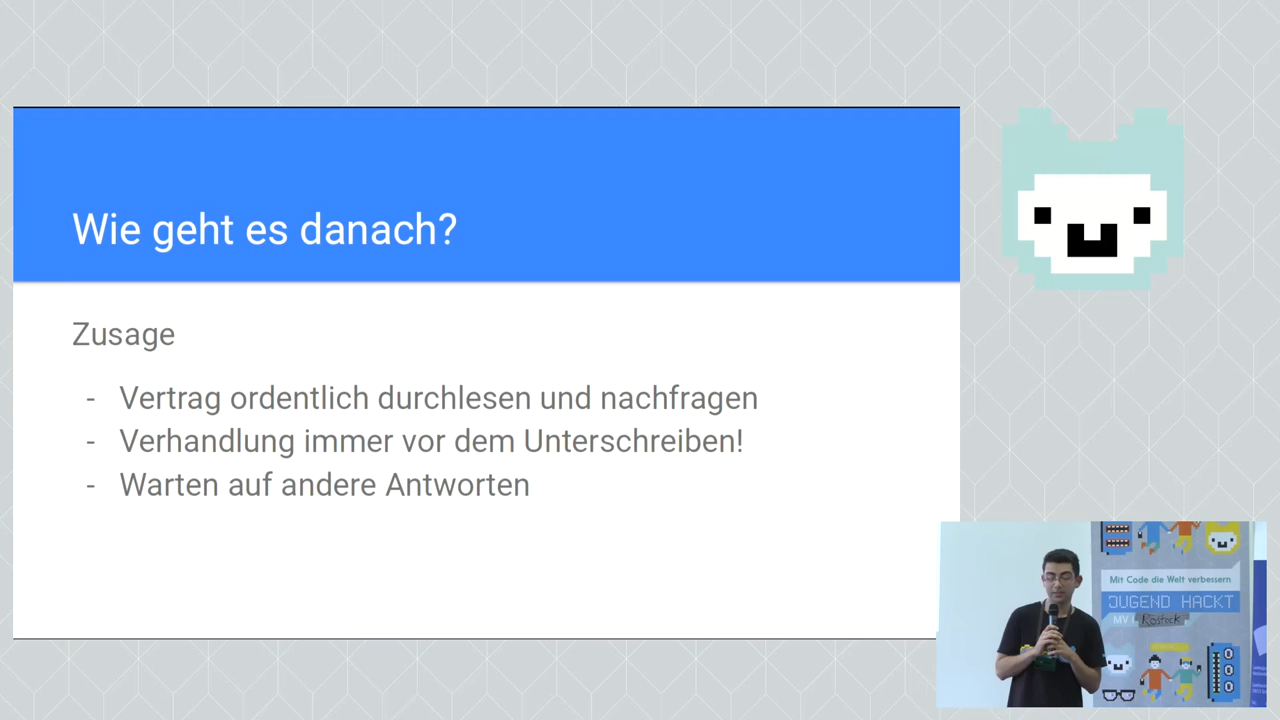 Wie geht es danach?
Zusage
- Vertrag ordentlich durchlesen und nachfragen
- Verhandlung immer vor dem Unterschreiben!
- Warten auf andere Antworten
Mit Code die Welt verbessern
JUGEND HACKT
MV | Rostock